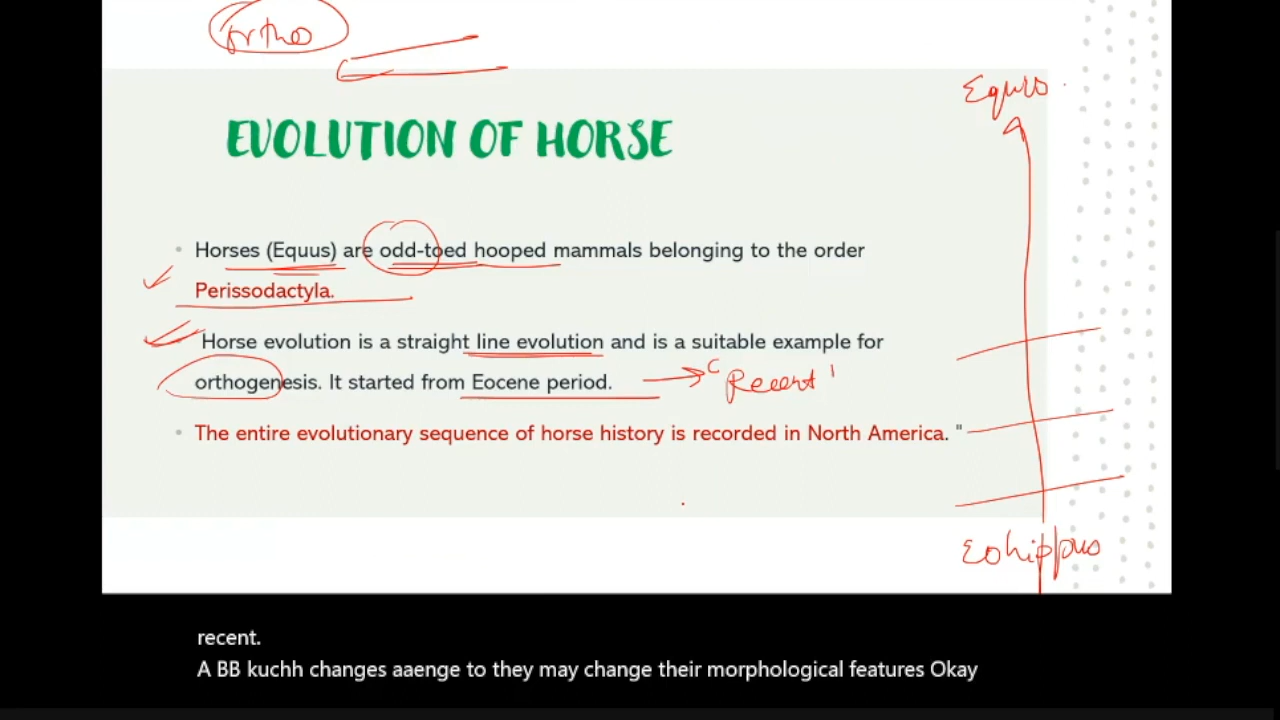 Ortho
EVOLUTION OF HORSE
Equus
• Horses (Equus) are odd-toed hooped mammals belonging to the order
Perissodactyla.
Horse evolution is a straight line evolution and is a suitable example for
orthogenesis. It started from Eocene period. → "Recent"
• The entire evolutionary sequence of horse history is recorded in North America. "
Eohippus
recent.
A BB kuchh changes aaenge to they may change their morphological features Okay